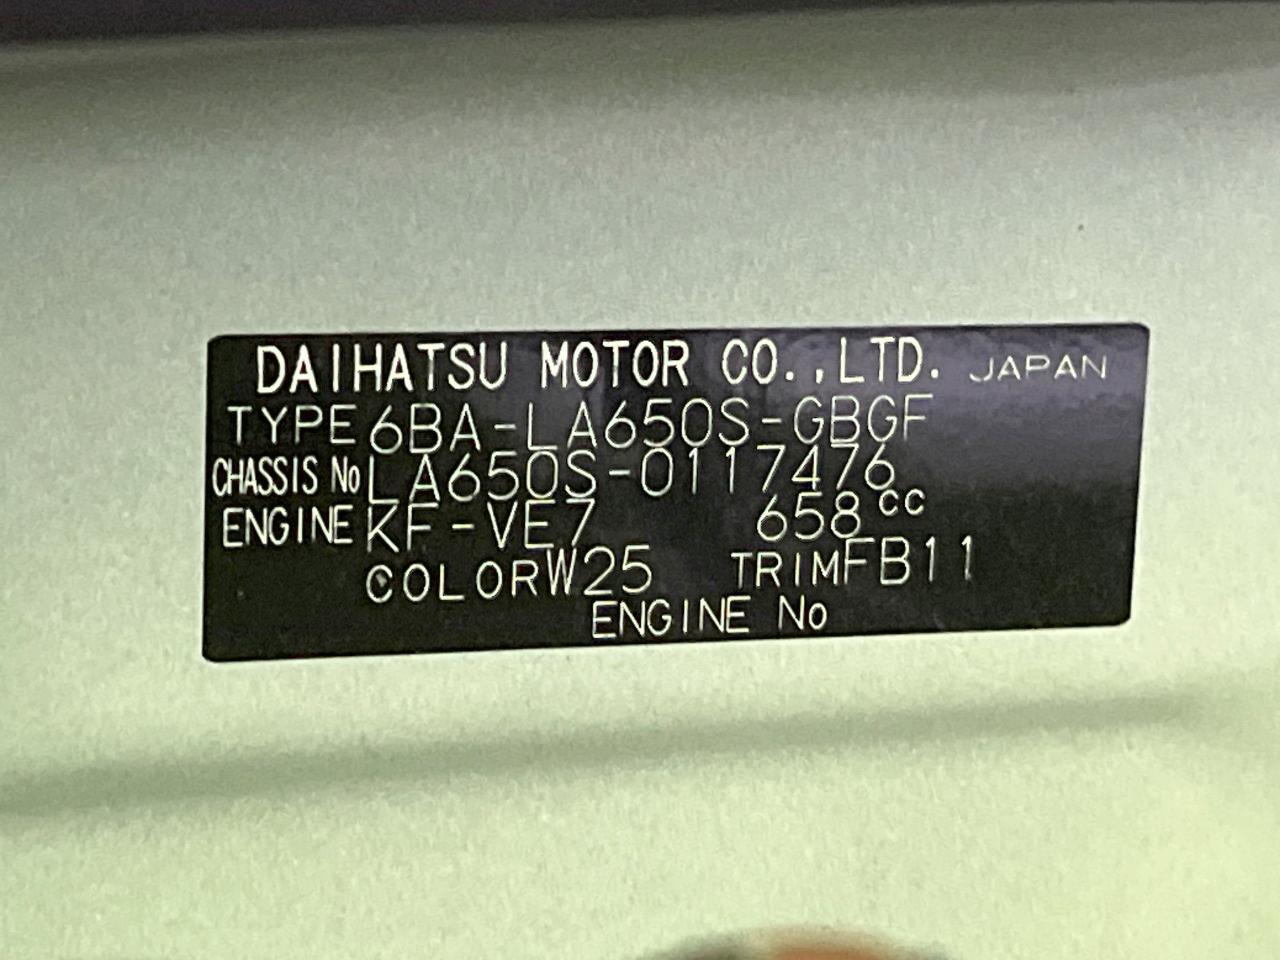 DAIHATSU MOTOR CO.,LTD. JAPAN
TYPE 6BA-LA650S-GBGF
CHASSIS No LA650S-0117476
ENGINE KF-VE7 658cc
COLOR W25 TRIM FB11
ENGINE No